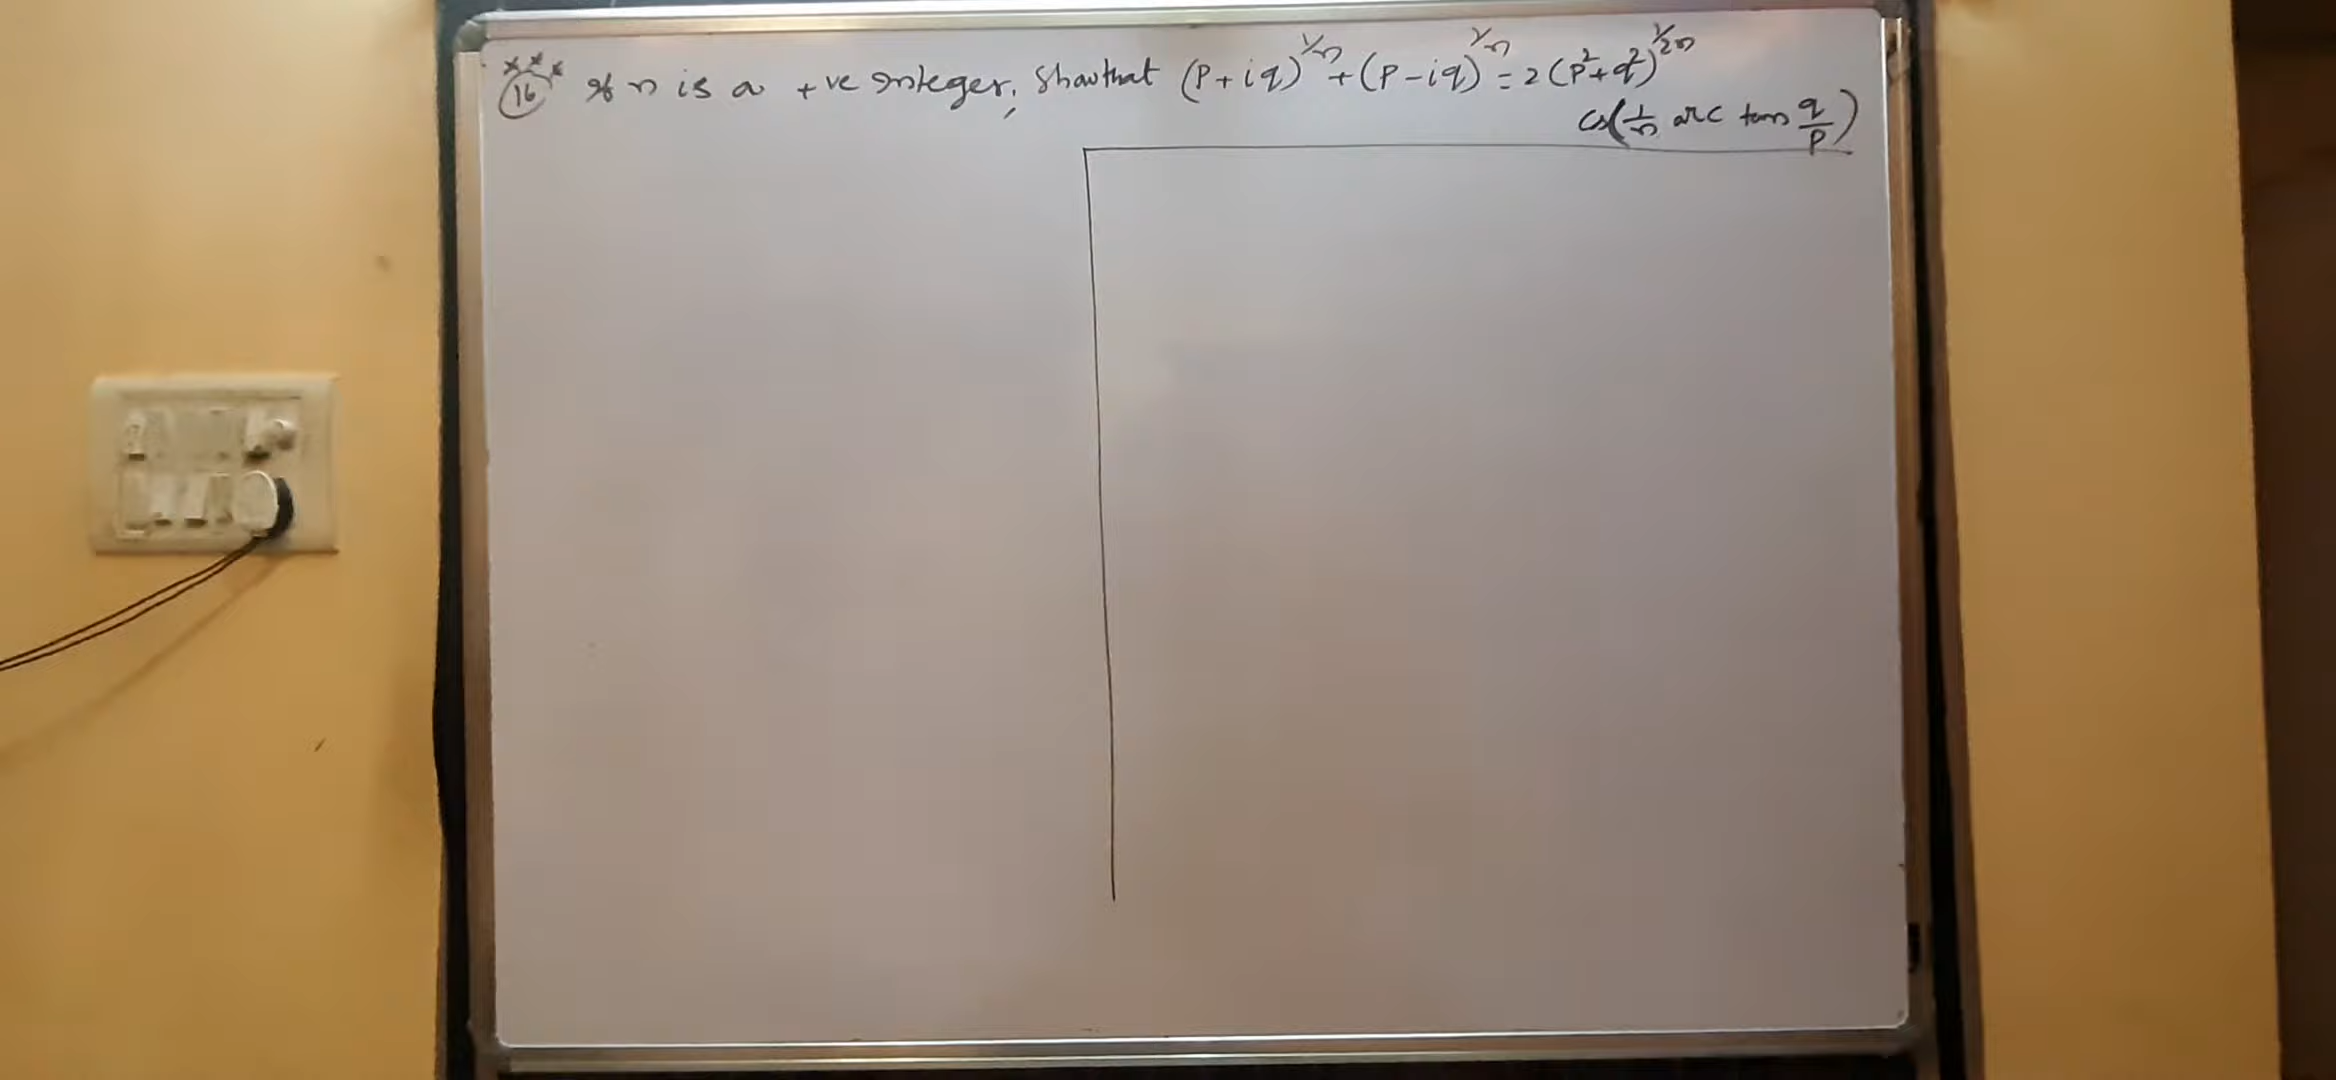 ***
16 If n is a +ve integer, show that (P+iq)^1/n + (P-iq)^1/n = 2(P²+q²)^1/2n
cos(1/n arc tan q/P)